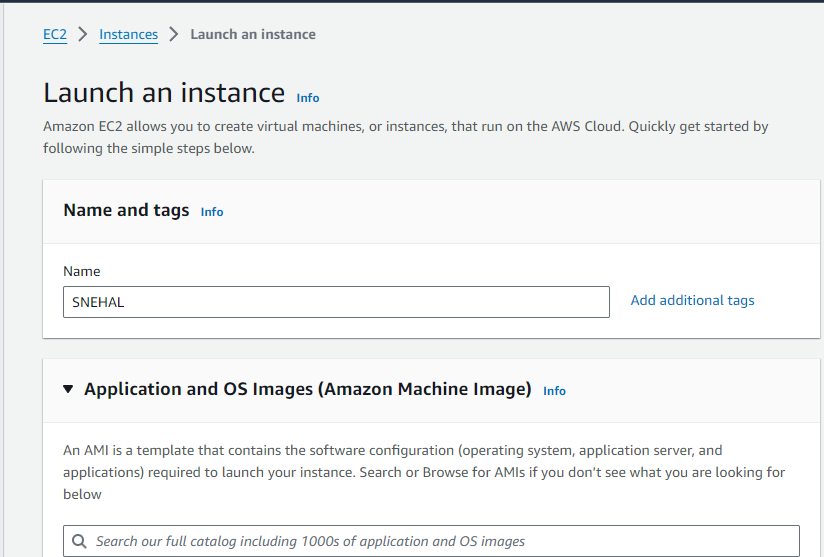 EC2 > Instances > Launch an instance
Launch an instance Info
Amazon EC2 allows you to create virtual machines, or instances, that run on the AWS Cloud. Quickly get started by
following the simple steps below.
Name and tags Info
Name
SNEHAL Add additional tags
Application and OS Images (Amazon Machine Image) Info
An AMI is a template that contains the software configuration (operating system, application server, and
applications) required to launch your instance. Search or Browse for AMIs if you don’t see what you are looking for
below
Search our full catalog including 1000s of application and OS images